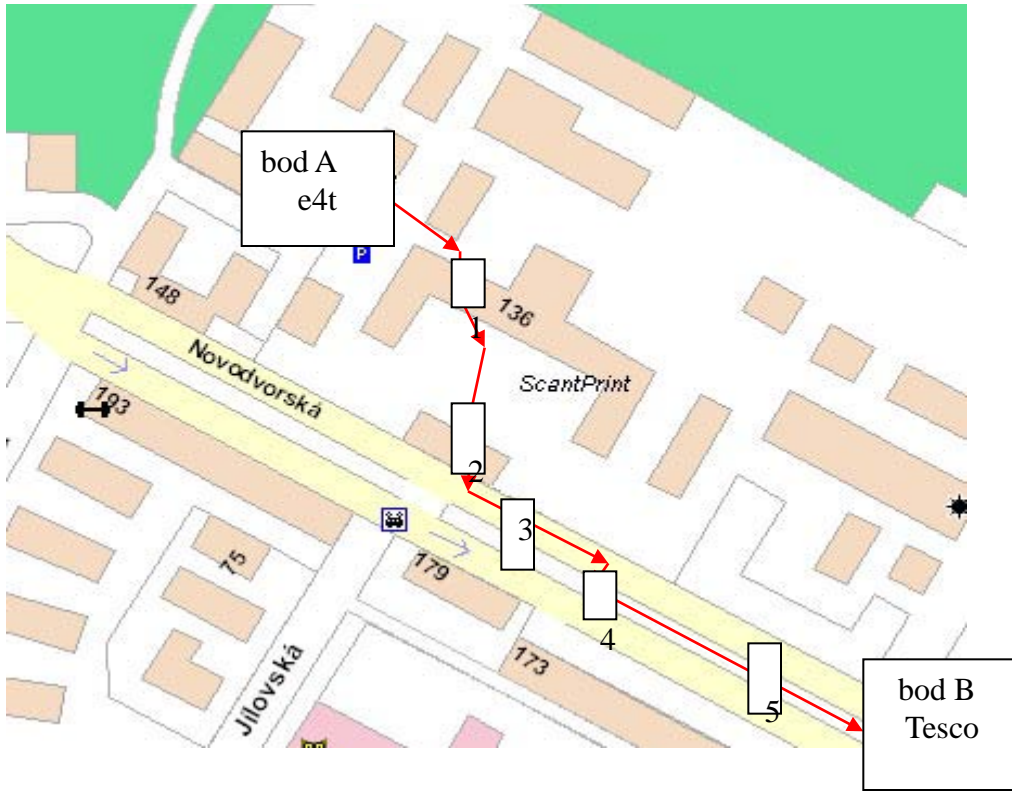 bod A
e4t
P
1
136
148
Novodvorská
ScantPrint
193
2
3
75
179
4
173
Jílovská
5
bod B
Tesco